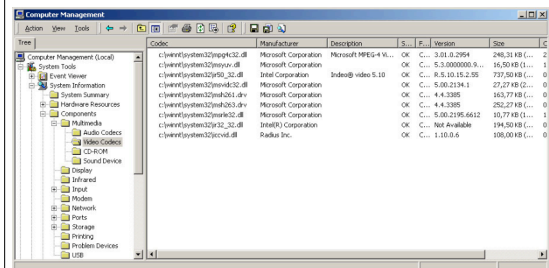 Computer Management
Action View Tools
Tree
Computer Management (Local)
System Tools
Event Viewer
System Information
System Summary
Hardware Resources
Components
Multimedia
Audio Codecs
Video Codecs
CD-ROM
Sound Device
Display
Infrared
Input
Modem
Network
Ports
Storage
Printing
Problem Devices
USB
Codec Manufacturer Description S... F... Version Size C
c:\winnt\system32\mpg4c32.dll Microsoft Corporation Microsoft MPEG-4 Vi... OK C... 3.01.0.2954 248,31 KB (... 2
c:\winnt\system32\msyuv.dll Microsoft Corporation OK C... 5.3.0000000.9... 16,50 KB (1... 1
c:\winnt\system32\ir50_32.dll Intel Corporation Indeo® video 5.10 OK C... R.5.10.15.2.55 737,50 KB (... 0
c:\winnt\system32\msvidc32.dll Microsoft Corporation OK C... 5.00.2134.1 27,27 KB (2... 0
c:\winnt\system32\msh261.drv Microsoft Corporation OK C... 4.4.3385 163,77 KB (... 0
c:\winnt\system32\msh263.drv Microsoft Corporation OK C... 4.4.3385 252,27 KB (... 0
c:\winnt\system32\msrle32.dll Microsoft Corporation OK C... 5.00.2195.6612 10,77 KB (1... 1
c:\winnt\system32\ir32_32.dll Intel(R) Corporation OK C... Not Available 194,50 KB (... 0
c:\winnt\system32\iccvid.dll Radius Inc. OK C... 1.10.0.6 108,00 KB (... 0